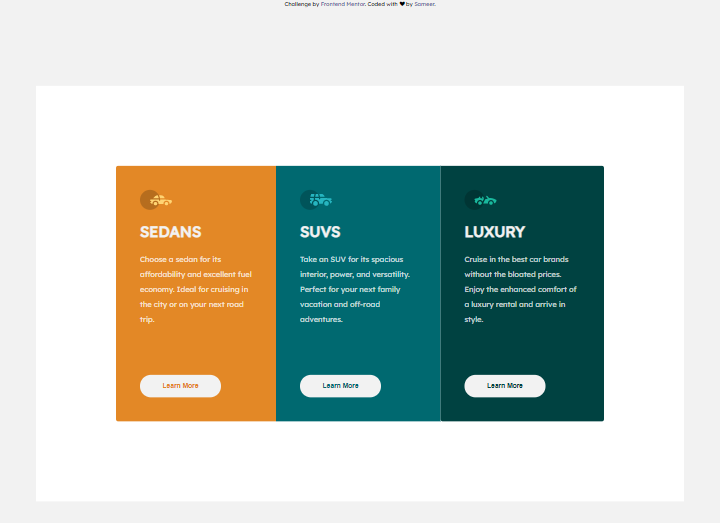 Challenge by Frontend Mentor. Coded with ♥ by Sameer.
SEDANS
Choose a sedan for its
affordability and excellent fuel
economy. Ideal for cruising in
the city or on your next road
trip.
Learn More
SUVS
Take an SUV for its spacious
interior, power, and versatility.
Perfect for your next family
vacation and off-road
adventures.
Learn More
LUXURY
Cruise in the best car brands
without the bloated prices.
Enjoy the enhanced comfort of
a luxury rental and arrive in
style.
Learn More